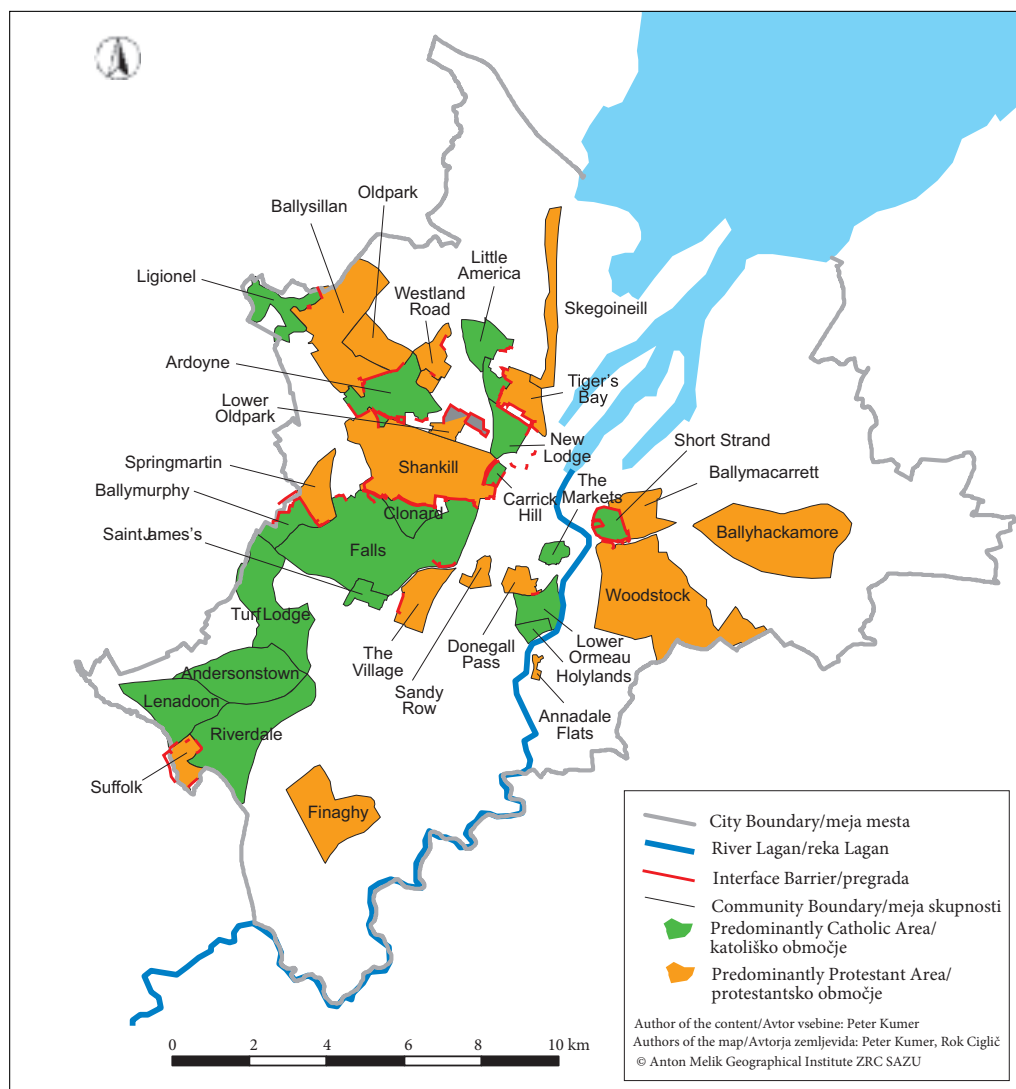 Oldpark
Ballysillan
Little
America
Ligionel
Westland
Road
Skegoineill
Ardoyne
Tiger's
Bay
Lower
Oldpark
New
Lodge
Short Strand
Shankill
Springmartin
The
Markets
Ballymacarrett
Ballymurphy
Clonard
Carrick
Hill
SaintJames's
Falls
Ballyhackamore
Woodstock
TurfLodge
The
Village
Donegall
Pass
Lower
Ormeau
Holylands
Andersonstown
Sandy
Row
Lenadoon
Annadale
Flats
Riverdale
Suffolk
Finaghy
City Boundary/meja mesta
River Lagan/reka Lagan
Interface Barrier/pregrada
Community Boundary/meja skupnosti
Predominantly Catholic Area/
katoliško območje
Predominantly Protestant Area/
protestantsko območje
Author of the content/Avtor vsebine: Peter Kumer
Authors of the map/Avtorja zemljevida: Peter Kumer, Rok Ciglič
© Anton Melik Geographical Institute ZRC SAZU
0 2 4 6 8 10 km